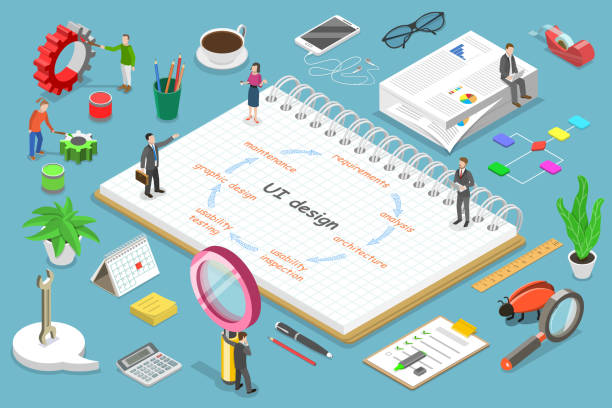 maintenance
requirements
graphic design
UI design
analysis
usability
testing
architecture
usability
inspection